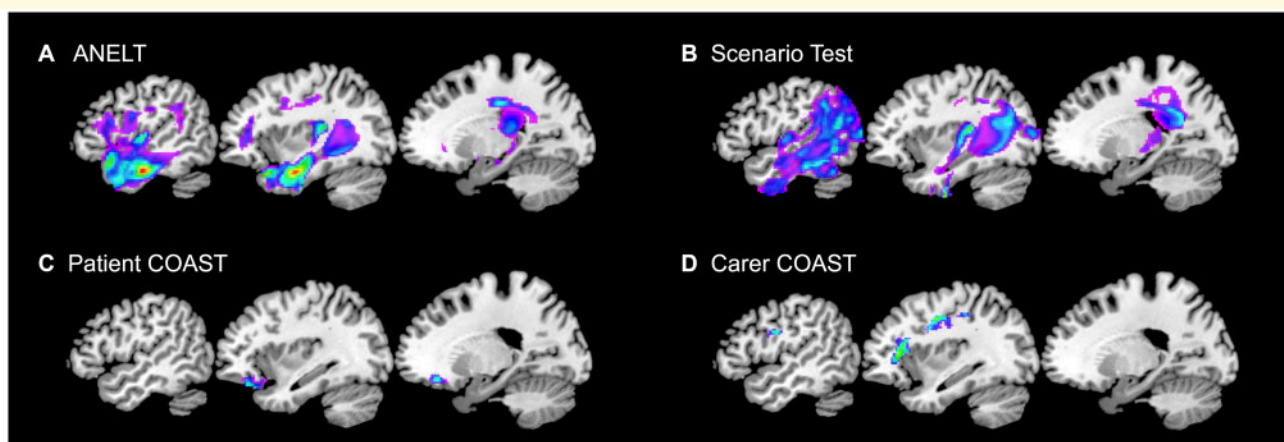 A ANELT
B Scenario Test
C Patient COAST
D Carer COAST